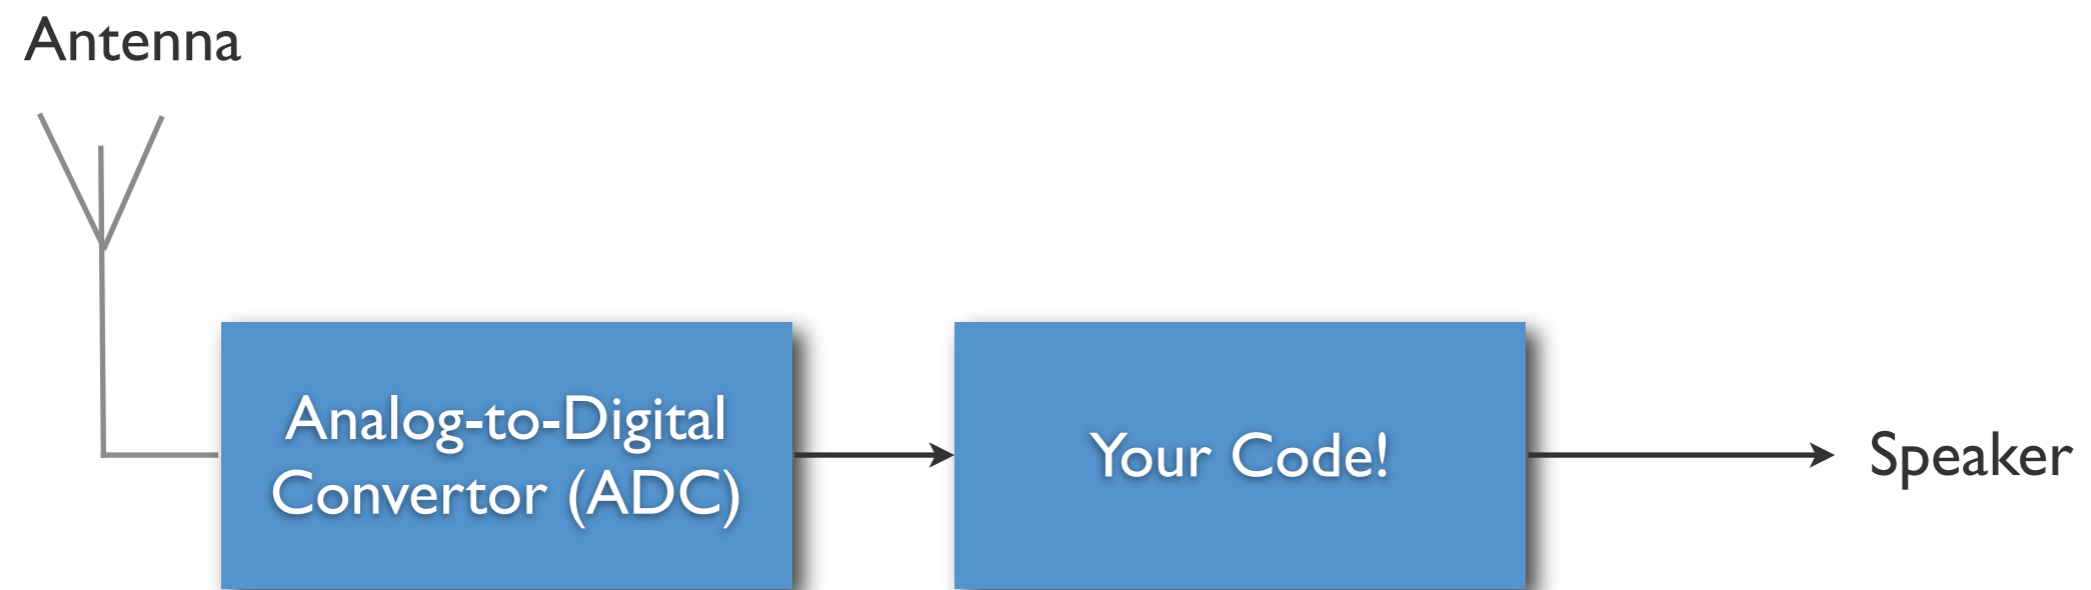 Antenna
Analog-to-Digital
Convertor (ADC)
Your Code!
Speaker